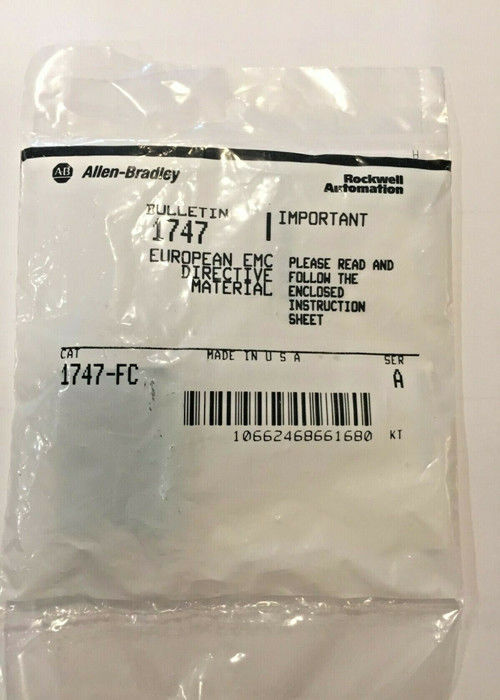 H
AB Allen-Bradley
Rockwell
Automation
BULLETIN
1747
EUROPEAN EMC
DIRECTIVE
MATERIAL
IMPORTANT
PLEASE READ AND
FOLLOW THE
ENCLOSED
INSTRUCTION
SHEET
CAT MADE IN U S A SER
1747-FC A
10662468661680 KT